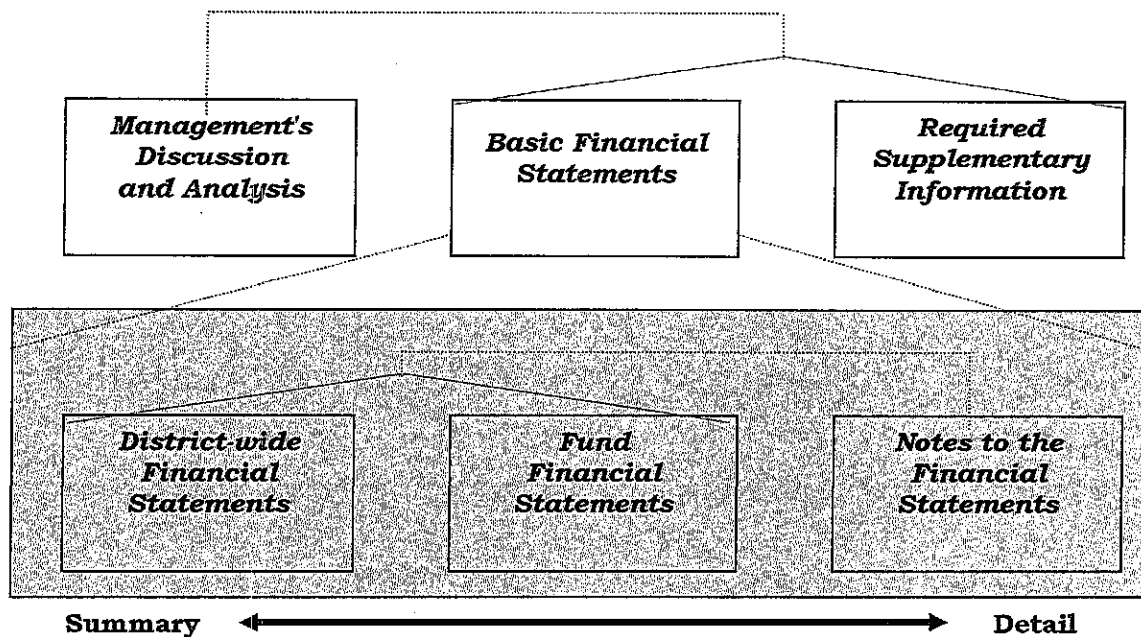 Management's
Discussion
and Analysis
Basic Financial
Statements
Required
Supplementary
Information
District-wide
Financial
Statements
Fund
Financial
Statements
Notes to the
Financial
Statements
Summary
Detail